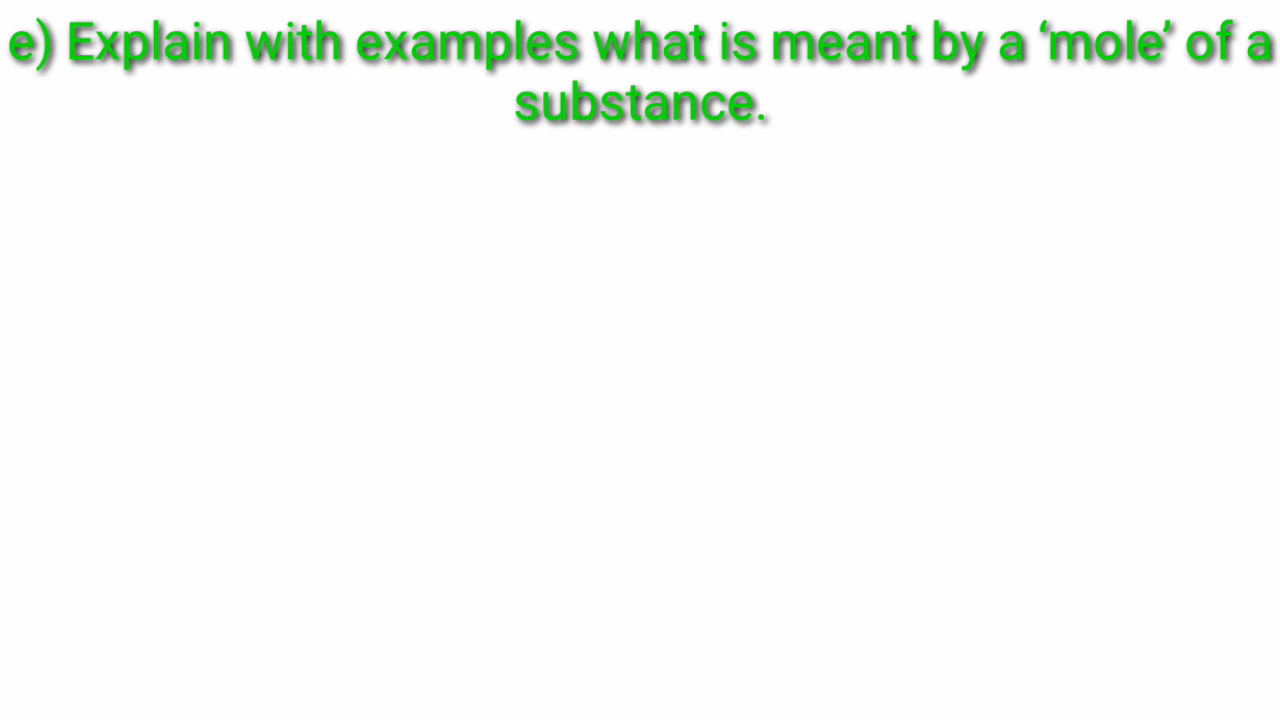 e) Explain with examples what is meant by a ‘mole’ of a
substance.